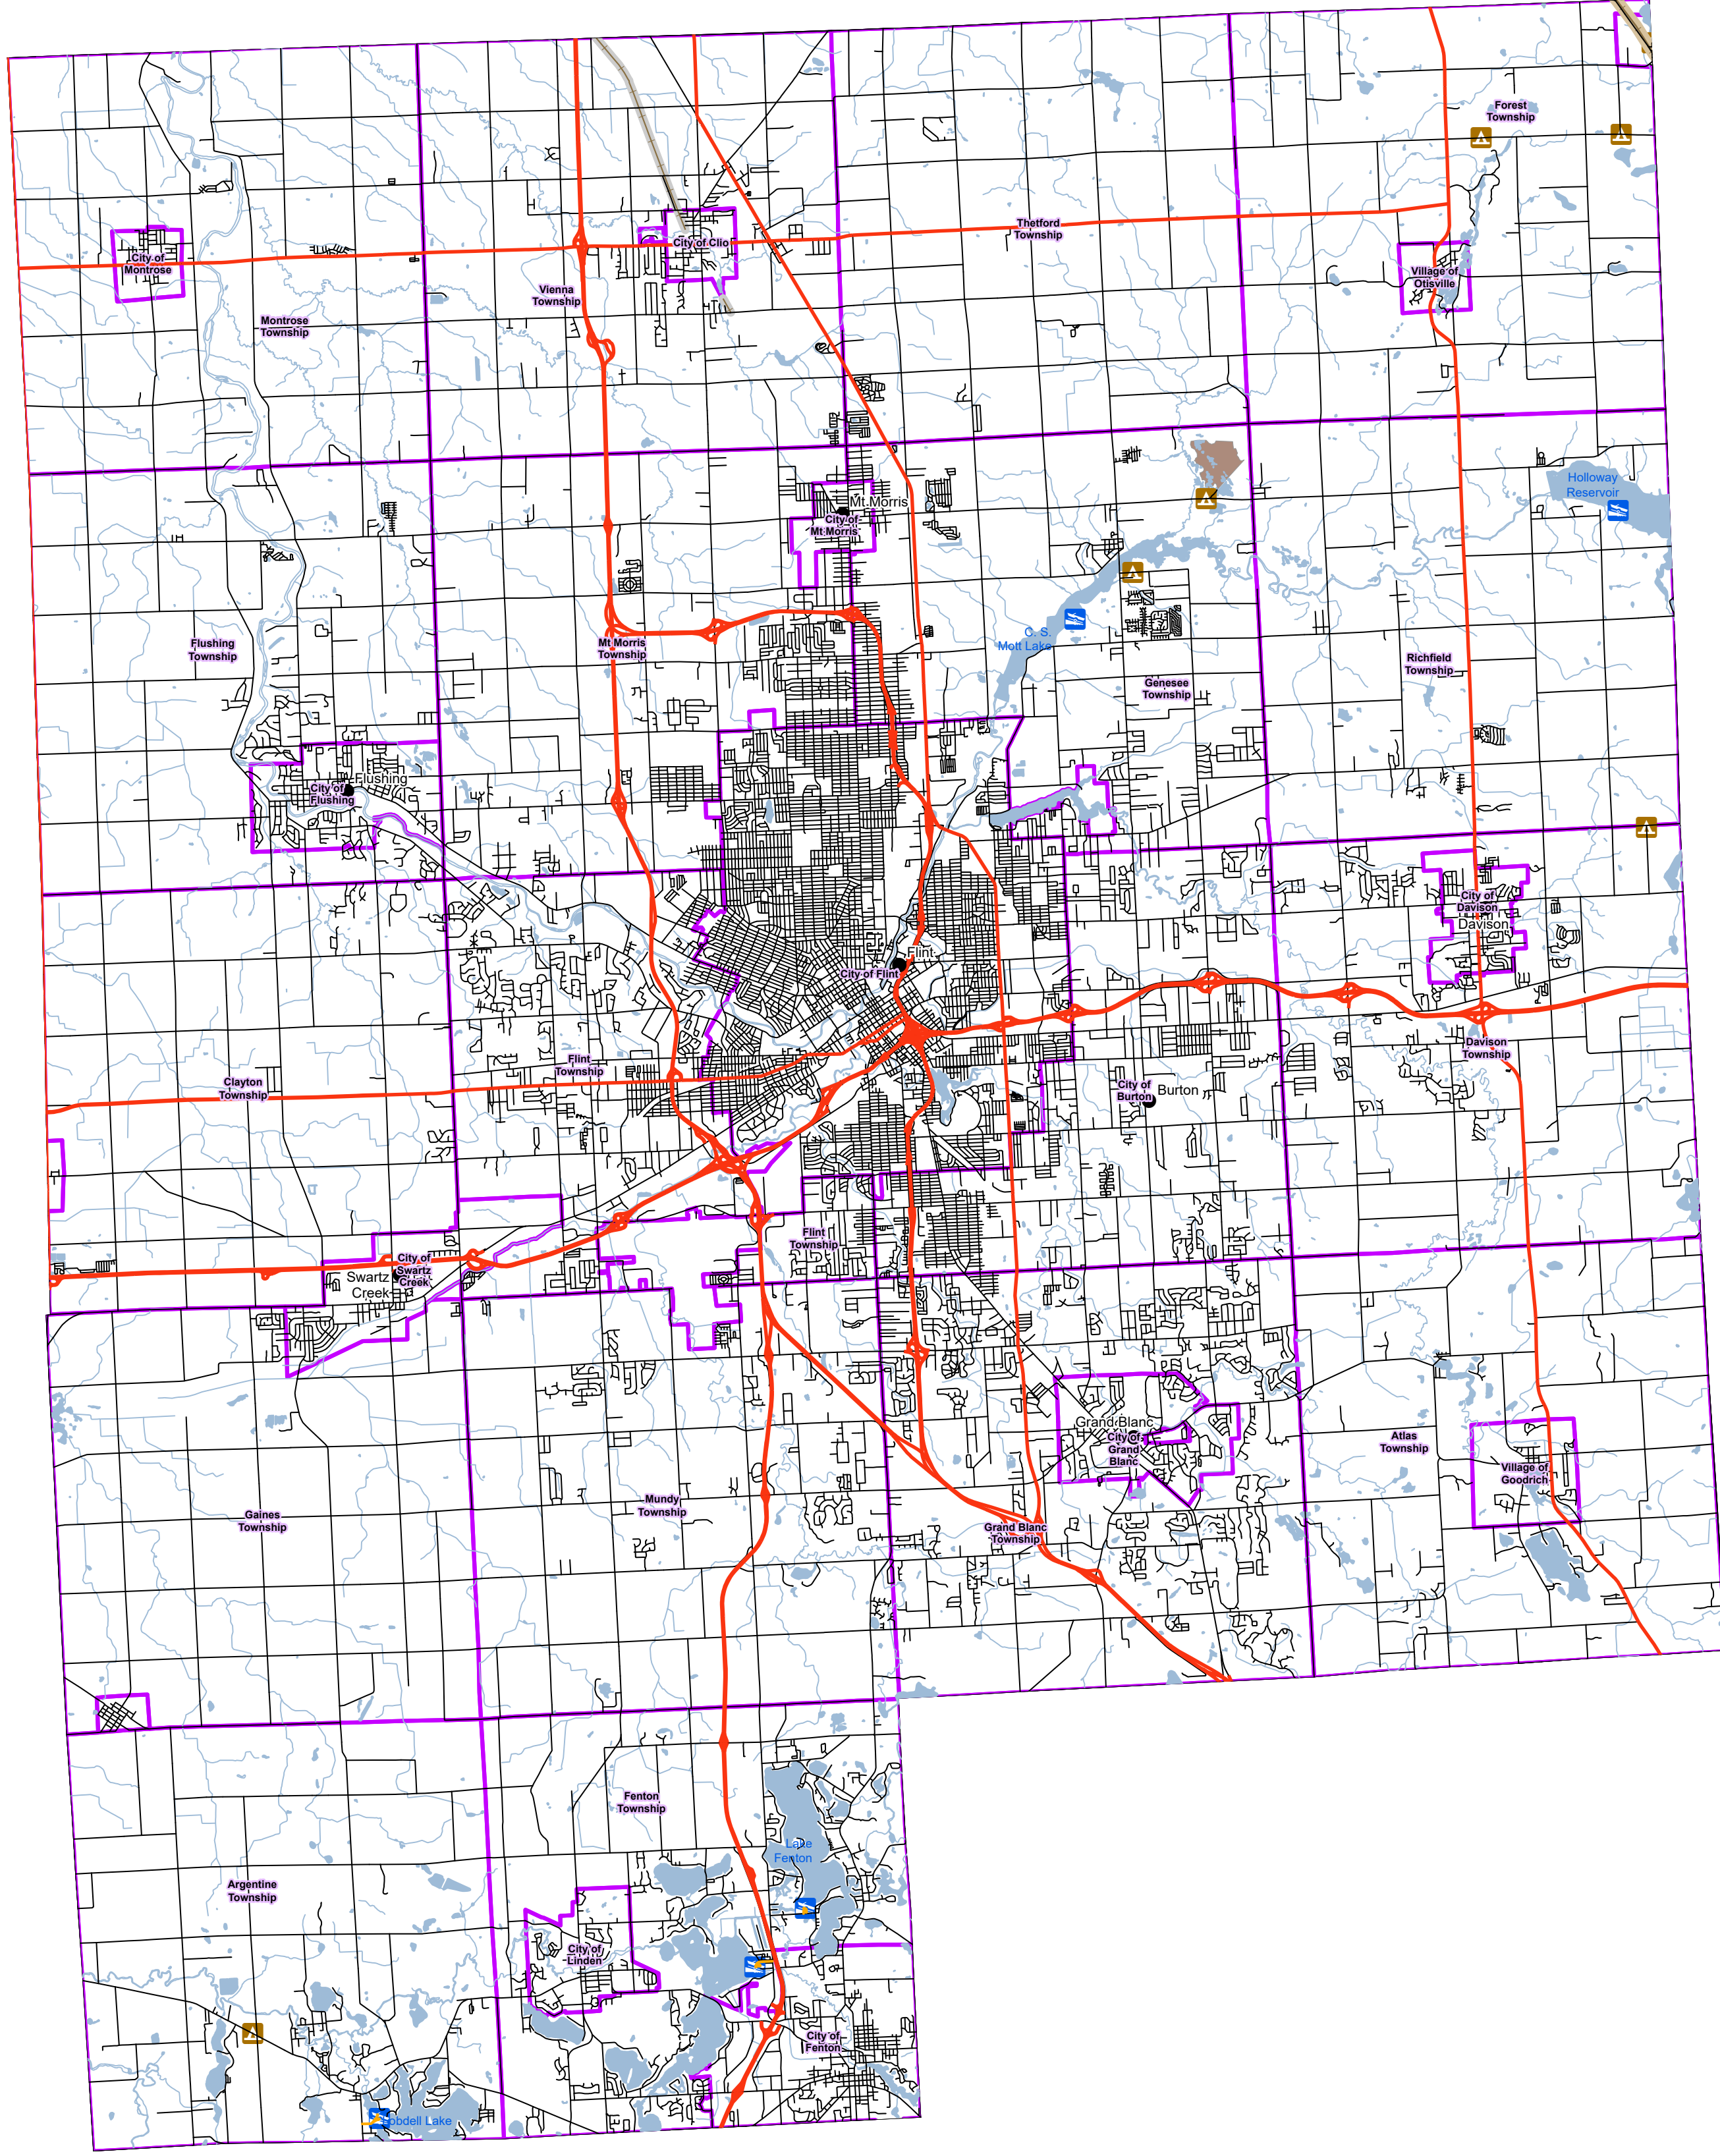 Forest
Township
Thetford
Township
City of Clio
City of
Montrose
Village of
Otisville
Vienna
Township
Montrose
Township
Holloway
Reservoir
Mt Morris
City of
Mt Morris
C. S.
Mott Lake
Flushing
Township
Mt Morris
Township
Richfield
Township
Genesee
Township
Flushing
City of
Flushing
City of
Davison
Davison
Flint
City of Flint
Davison
Township
Flint
Township
Clayton
Township
City of
Burton
Burton
Flint
Township
City of
Swartz
Creek
Swartz
Creek
Grand Blanc
City of
Grand
Blanc
Atlas
Township
Village of
Goodrich
Mundy
Township
Gaines
Township
Grand Blanc
Township
Fenton
Township
Lake
Fenton
Argentine
Township
City of
Linden
City of
Fenton
Lobdell Lake